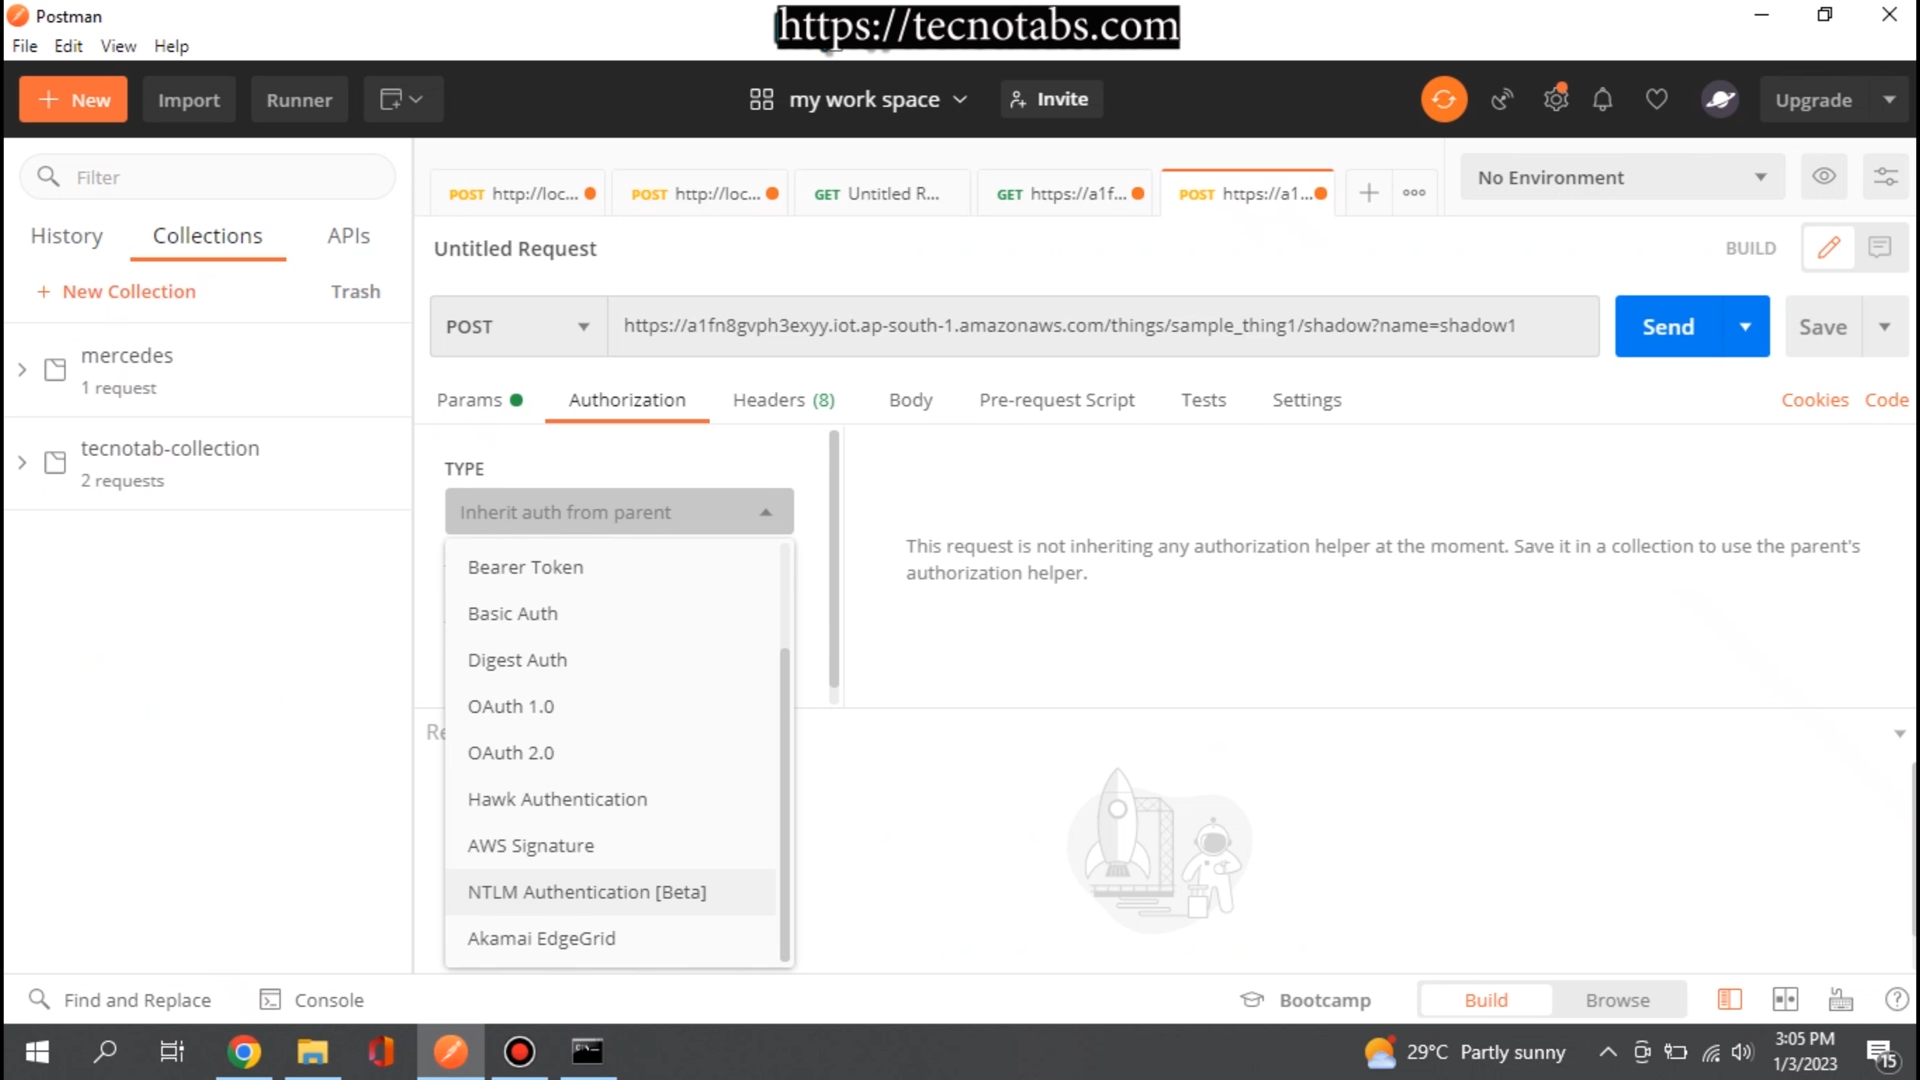 Postman
https://tecnotabs.com
File Edit View Help
New Import Runner my work space Invite Upgrade
Filter
History Collections APIs
+ New Collection Trash
mercedes
1 request
tecnotab-collection
2 requests
POST http://loc... POST http://loc... GET Untitled R... GET https://a1f... POST https://a1... No Environment
Untitled Request BUILD
POST https://a1fn8gvph3exyy.iot.ap-south-1.amazonaws.com/things/sample_thing1/shadow?name=shadow1 Send Save
Params Authorization Headers (8) Body Pre-request Script Tests Settings Cookies Code
TYPE
Inherit auth from parent
Bearer Token
Basic Auth
Digest Auth
OAuth 1.0
OAuth 2.0
Hawk Authentication
AWS Signature
NTLM Authentication [Beta]
Akamai EdgeGrid
This request is not inheriting any authorization helper at the moment. Save it in a collection to use the parent's
authorization helper.
Re
Find and Replace Console Bootcamp Build Browse
29°C Partly sunny
3:05 PM
1/3/2023
15